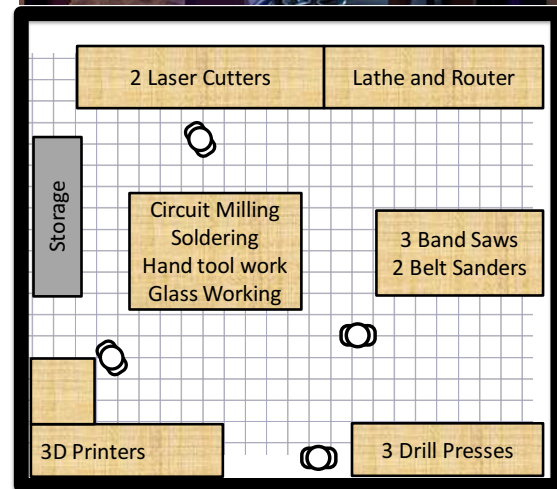 2 Laser Cutters
Lathe and Router
Storage
Circuit Milling
Soldering
Hand tool work
Glass Working
3 Band Saws
2 Belt Sanders
3D Printers
3 Drill Presses